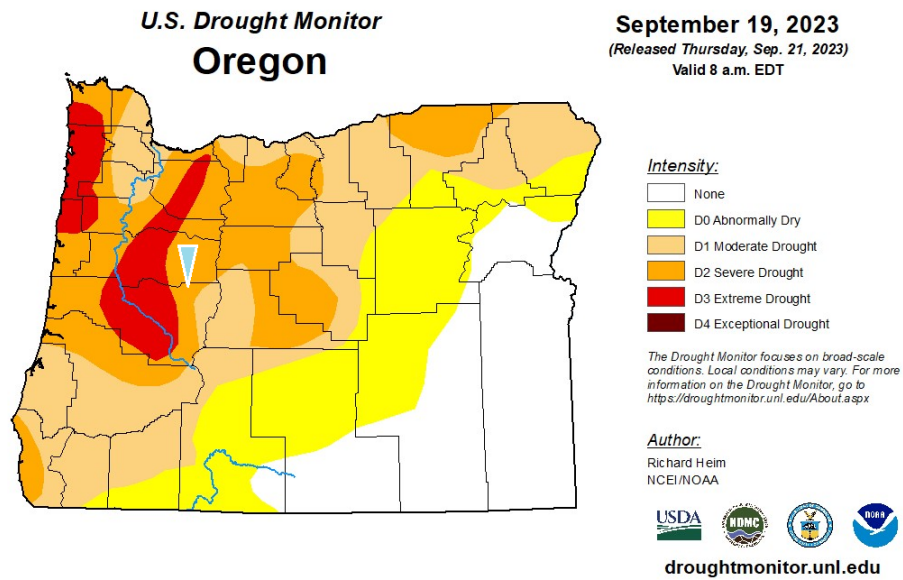 U.S. Drought Monitor
Oregon
September 19, 2023
(Released Thursday, Sep. 21, 2023)
Valid 8 a.m. EDT
Intensity:
None
D0 Abnormally Dry
D1 Moderate Drought
D2 Severe Drought
D3 Extreme Drought
D4 Exceptional Drought
The Drought Monitor focuses on broad-scale
conditions. Local conditions may vary. For more
information on the Drought Monitor, go to
https://droughtmonitor.unl.edu/About.aspx
Author:
Richard Heim
NCEI/NOAA
USDA
NDMC
NOAA
droughtmonitor.unl.edu